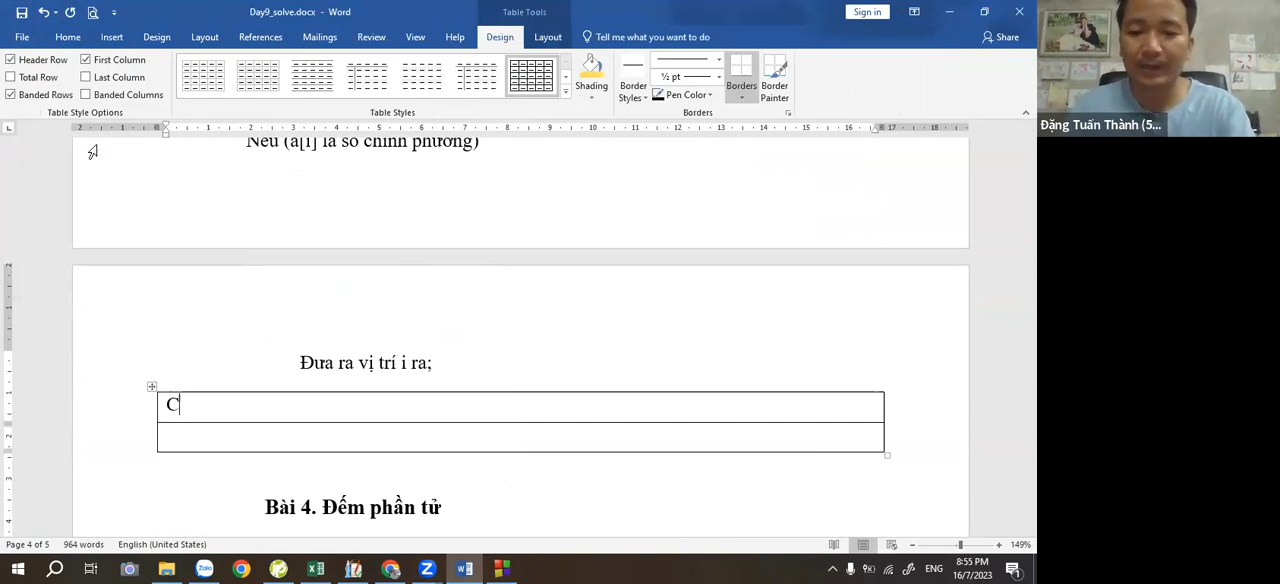 Day9_solve.docx - Word
Table Tools
Sign in
File
Home
Insert
Design
Layout
References
Mailings
Review
View
Help
Design
Layout
Tell me what you want to do
Share
Header Row
First Column
Total Row
Last Column
Banded Rows
Banded Columns
Table Style Options
Table Styles
Shading
Border Styles
½ pt
Pen Color
Borders
Border Painter
Borders
Đặng Tuấn Thành (5...
Nếu (a[i] là số chính phương)
Đưa ra vị trí i ra;
C
Bài 4. Đếm phần tử
Page 4 of 5
964 words
English (United States)
149%
ENG
8:55 PM
16/7/2023